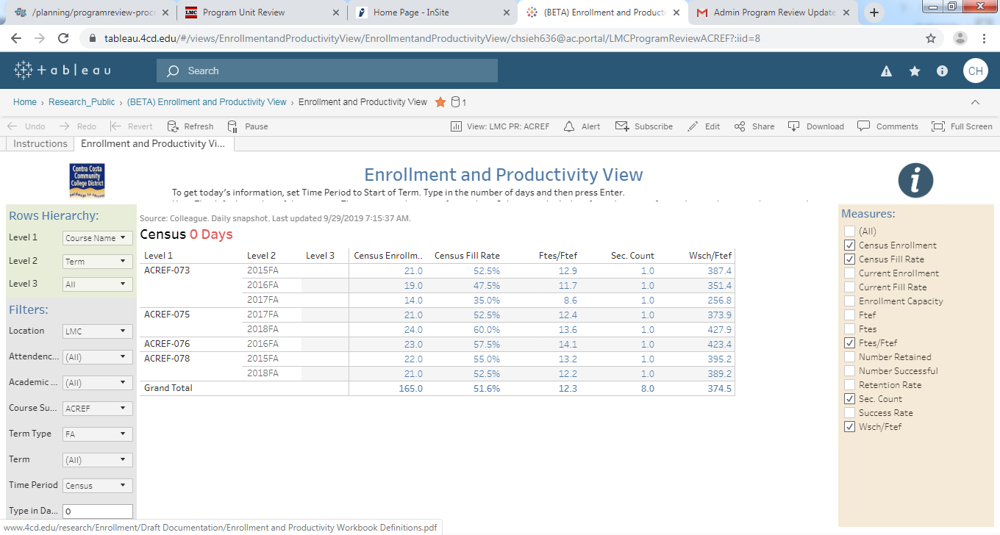 /planning/programreview-proce
Program Unit Review
Home Page - InSite
(BETA) Enrollment and Producti
Admin Program Review Update
tableau.4cd.edu/#/views/EnrollmentandProductivityView/EnrollmentandProductivityView/chsieh636@ac.portal/LMCProgramReviewACREF?:iid=8
tableau
Search
CH
Home › Research_Public › (BETA) Enrollment and Productivity View › Enrollment and Productivity View 1
Undo Redo Revert Refresh Pause View: LMC PR: ACREF Alert Subscribe Edit Share Download Comments Full Screen
Instructions Enrollment and Productivity Vi...
Contra Costa
Community
College District
pathways to success
Enrollment and Productivity View
To get today's information, set Time Period to Start of Term. Type in the number of days and then press Enter.
Rows Hierarchy:
Level 1 Course Name
Level 2 Term
Level 3 All
Filters:
Location LMC
Attendenc... (All)
Academic ... (All)
Course Su... ACREF
Term Type FA
Term (All)
Time Period Census
Type in Da... 0
Source: Colleague. Daily snapshot. Last updated 9/29/2019 7:15:37 AM.
Census 0 Days
Level 1 Level 2 Level 3 Census Enrollm.. Census Fill Rate Ftes/Ftef Sec. Count Wsch/Ftef
ACREF-073 2015FA 21.0 52.5% 12.9 1.0 387.4
2016FA 19.0 47.5% 11.7 1.0 351.4
2017FA 14.0 35.0% 8.6 1.0 256.8
ACREF-075 2017FA 21.0 52.5% 12.4 1.0 373.9
2018FA 24.0 60.0% 13.6 1.0 427.9
ACREF-076 2016FA 23.0 57.5% 14.1 1.0 423.4
ACREF-078 2015FA 22.0 55.0% 13.2 1.0 395.2
2018FA 21.0 52.5% 12.2 1.0 389.2
Grand Total 165.0 51.6% 12.3 8.0 374.5
Measures:
(All)
Census Enrollment
Census Fill Rate
Current Enrollment
Current Fill Rate
Enrollment Capacity
Ftef
Ftes
Ftes/Ftef
Number Retained
Number Successful
Retention Rate
Sec. Count
Success Rate
Wsch/Ftef
www.4cd.edu/research/Enrollment/Draft Documentation/Enrollment and Productivity Workbook Definitions.pdf